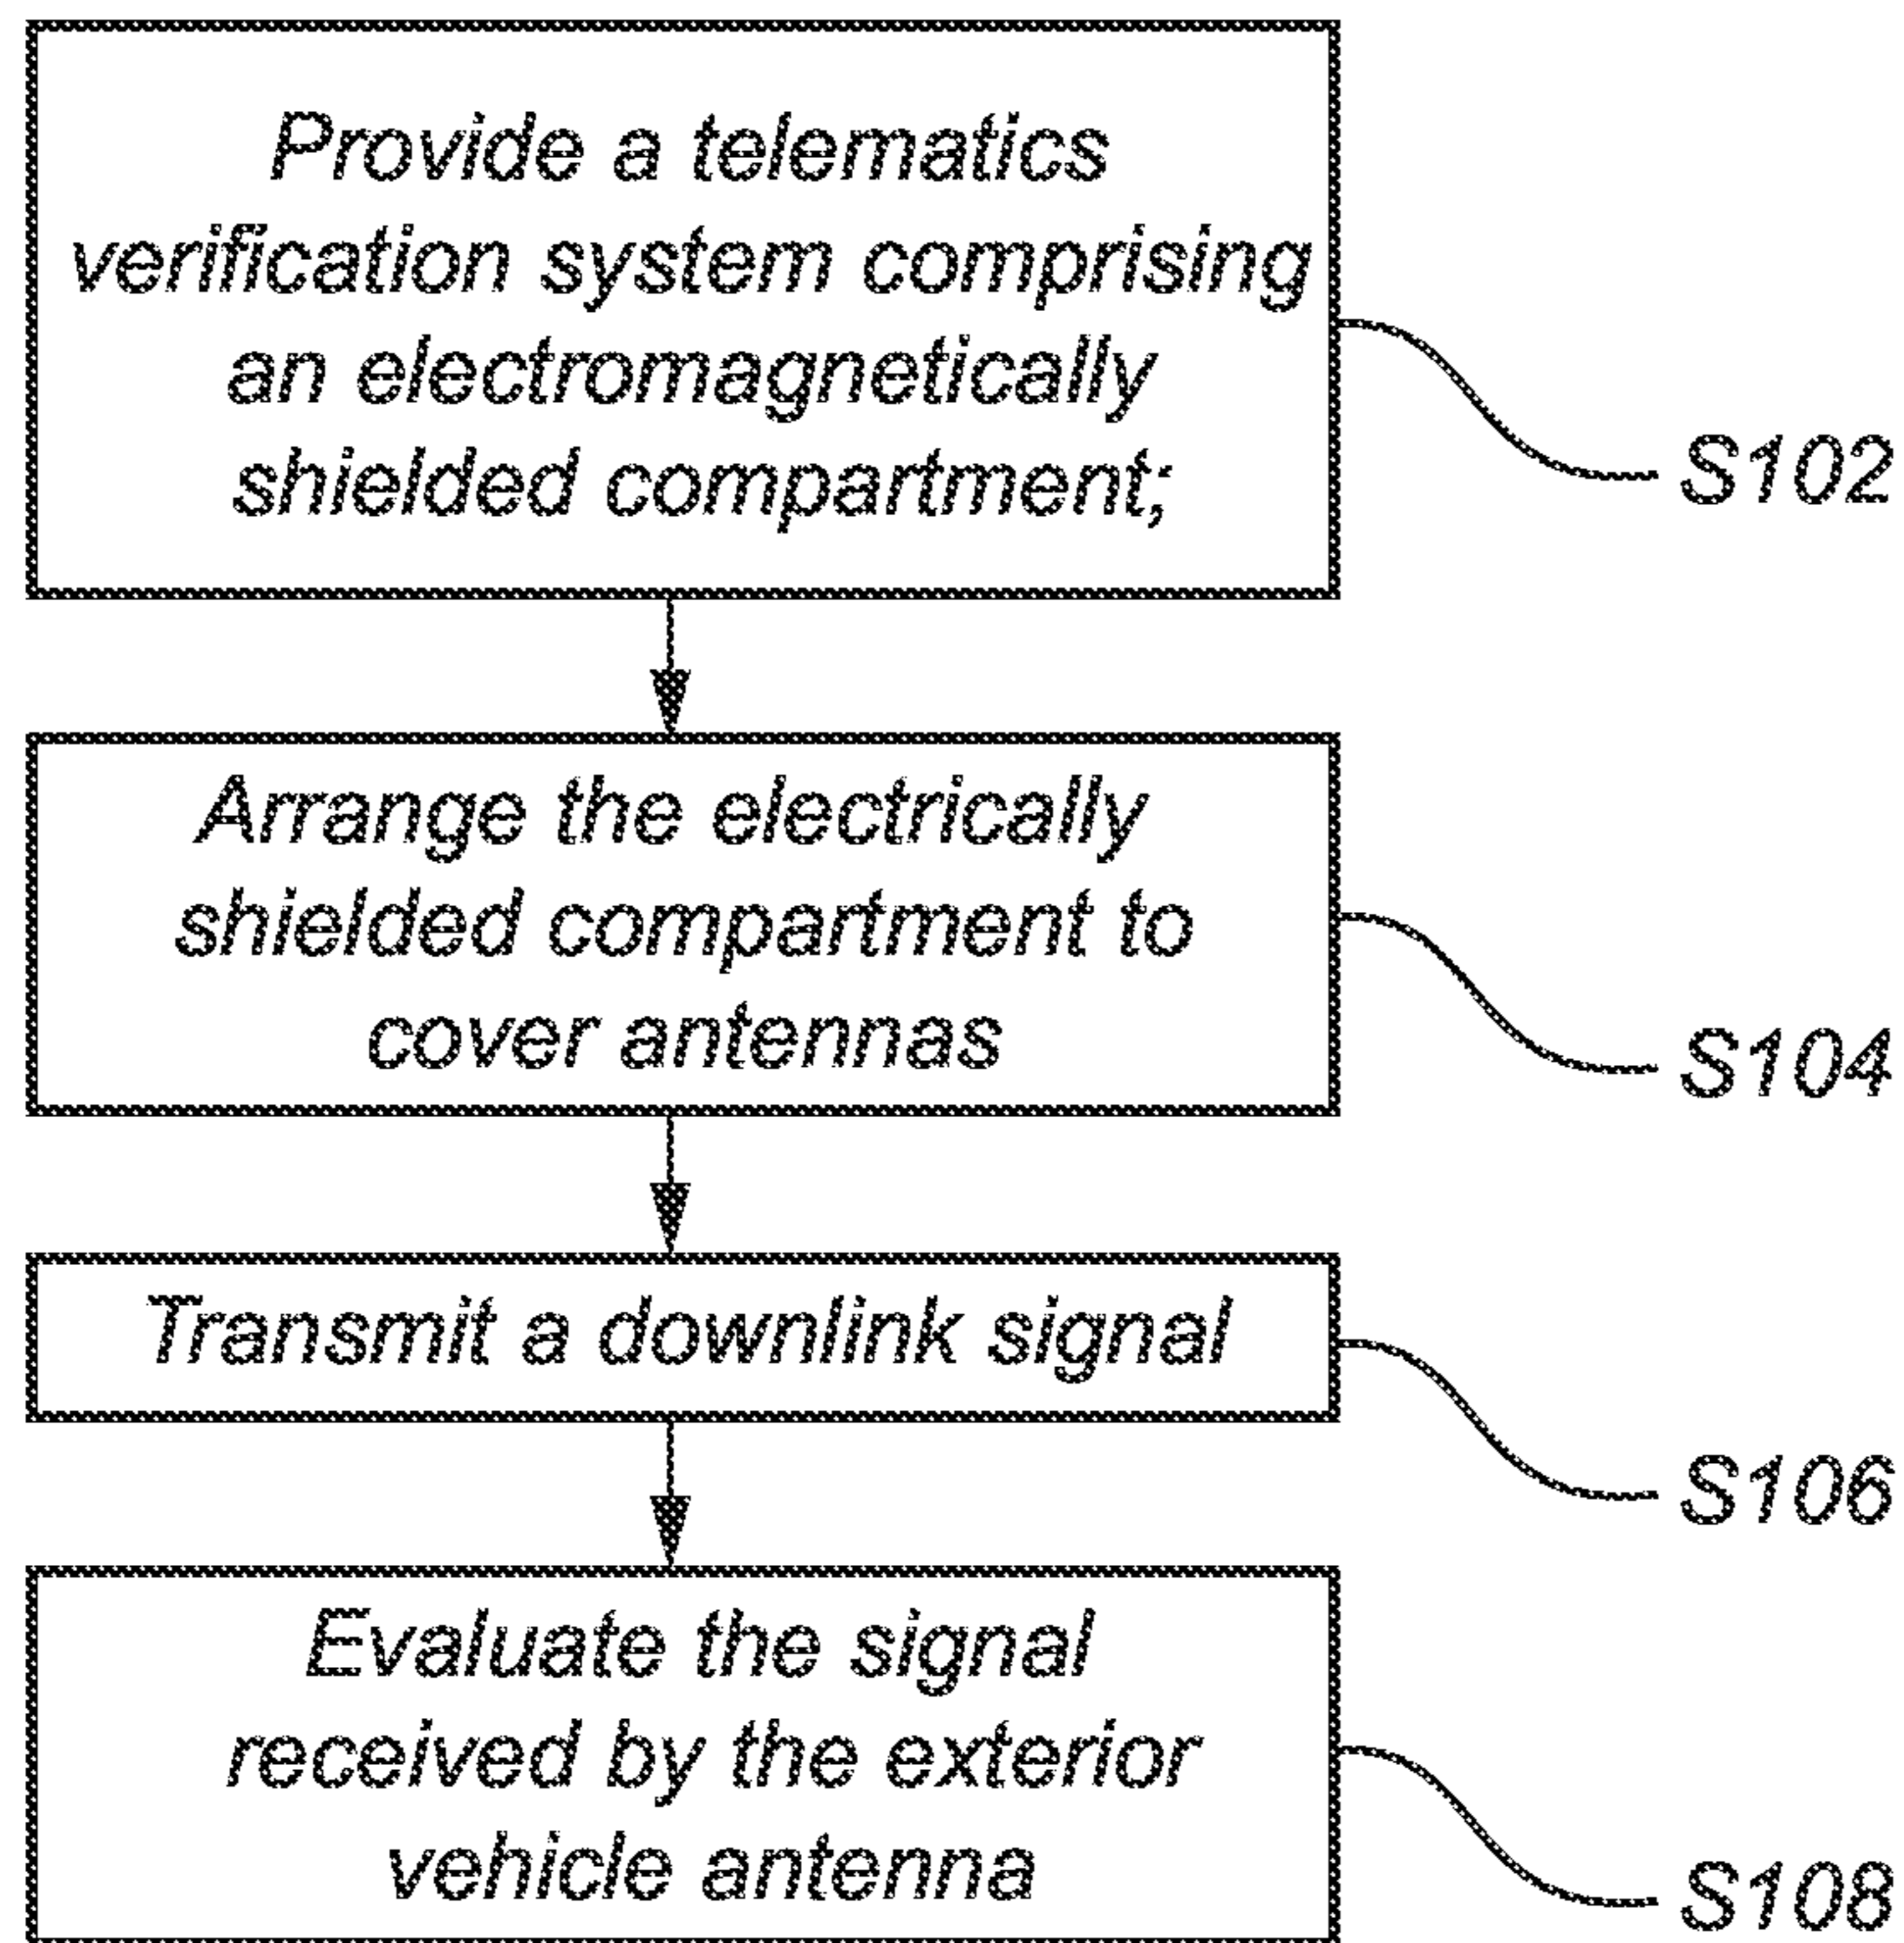 Provide a telematics
verification system comprising
an electromagnetically
shielded compartment;
S102
Arrange the electrically
shielded compartment to
cover antennas
S104
Transmit a downlink signal
S106
Evaluate the signal
received by the exterior
vehicle antenna
S108